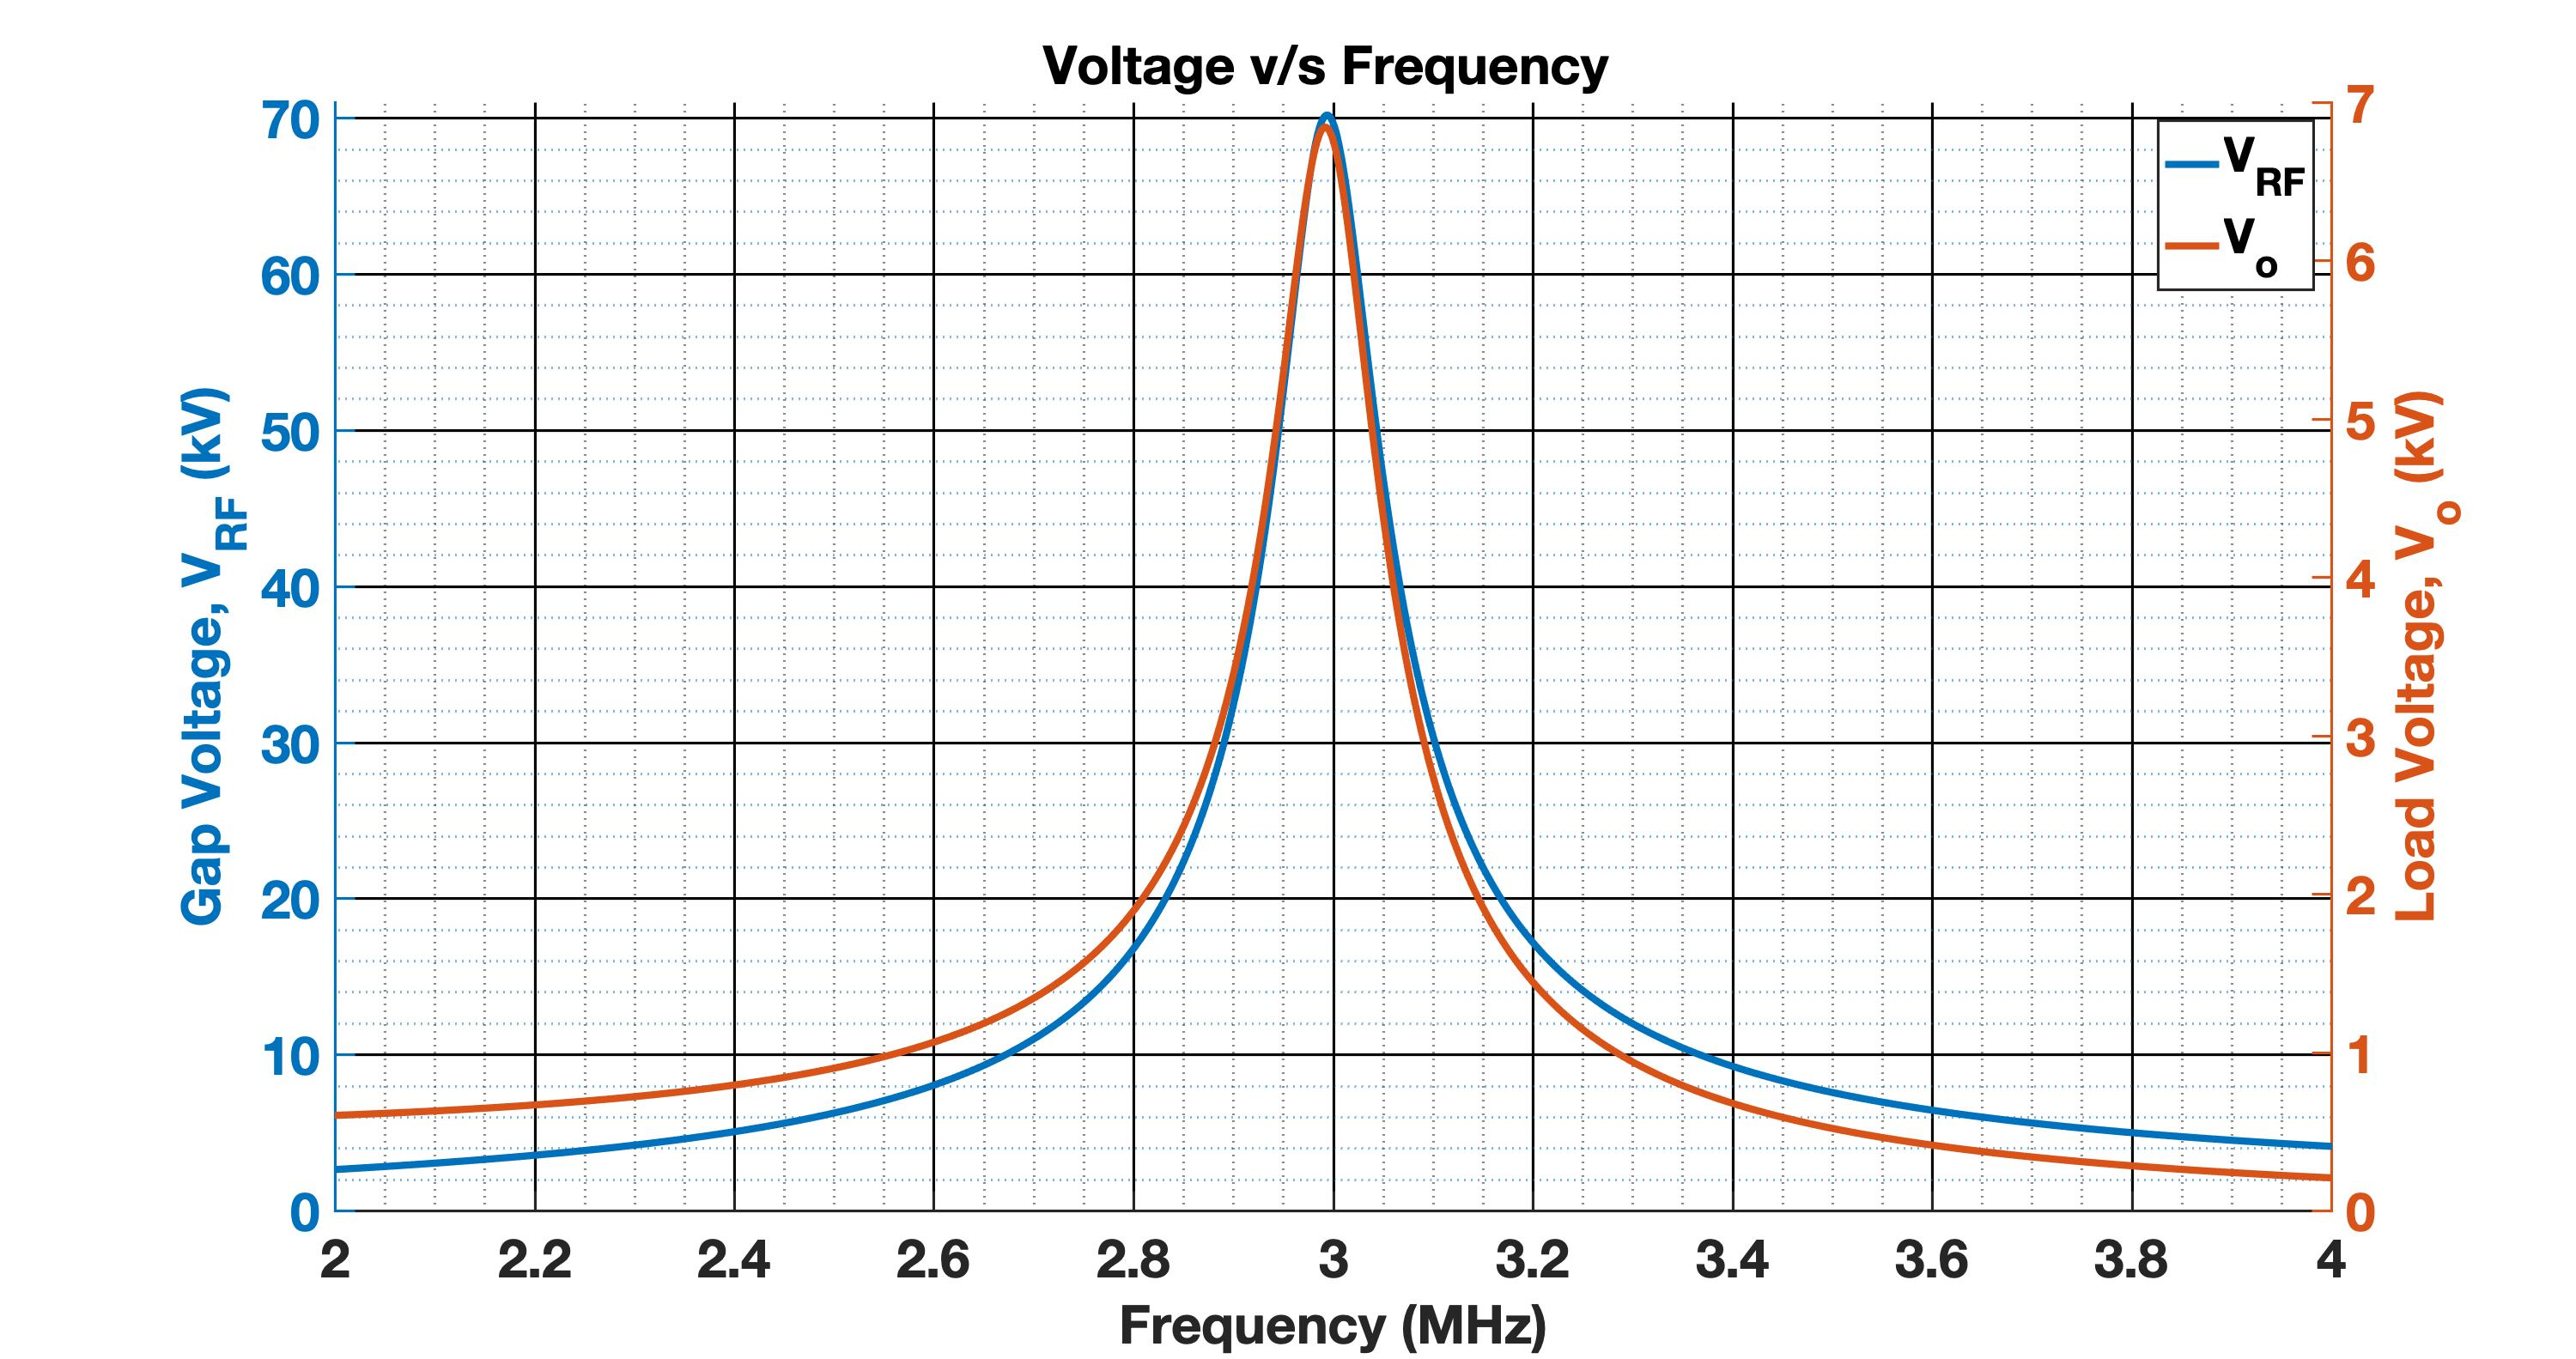 Voltage v/s Frequency
Gap Voltage, V_RF (kV)
70
60
50
40
30
20
10
0
V_RF
V_o
7
6
5
4
3
2
1
0
Load Voltage, V_o (kV)
2 2.2 2.4 2.6 2.8 3 3.2 3.4 3.6 3.8 4
Frequency (MHz)